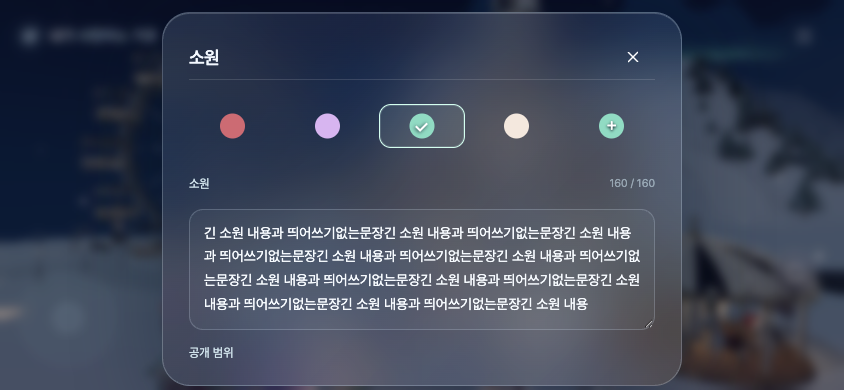 소원
소원
160 / 160
긴 소원 내용과 띄어쓰기없는문장긴 소원 내용과 띄어쓰기없는문장긴 소원 내용
과 띄어쓰기없는문장긴 소원 내용과 띄어쓰기없는문장긴 소원 내용과 띄어쓰기없
는문장긴 소원 내용과 띄어쓰기없는문장긴 소원 내용과 띄어쓰기없는문장긴 소원
내용과 띄어쓰기없는문장긴 소원 내용과 띄어쓰기없는문장긴 소원 내용
공개 범위